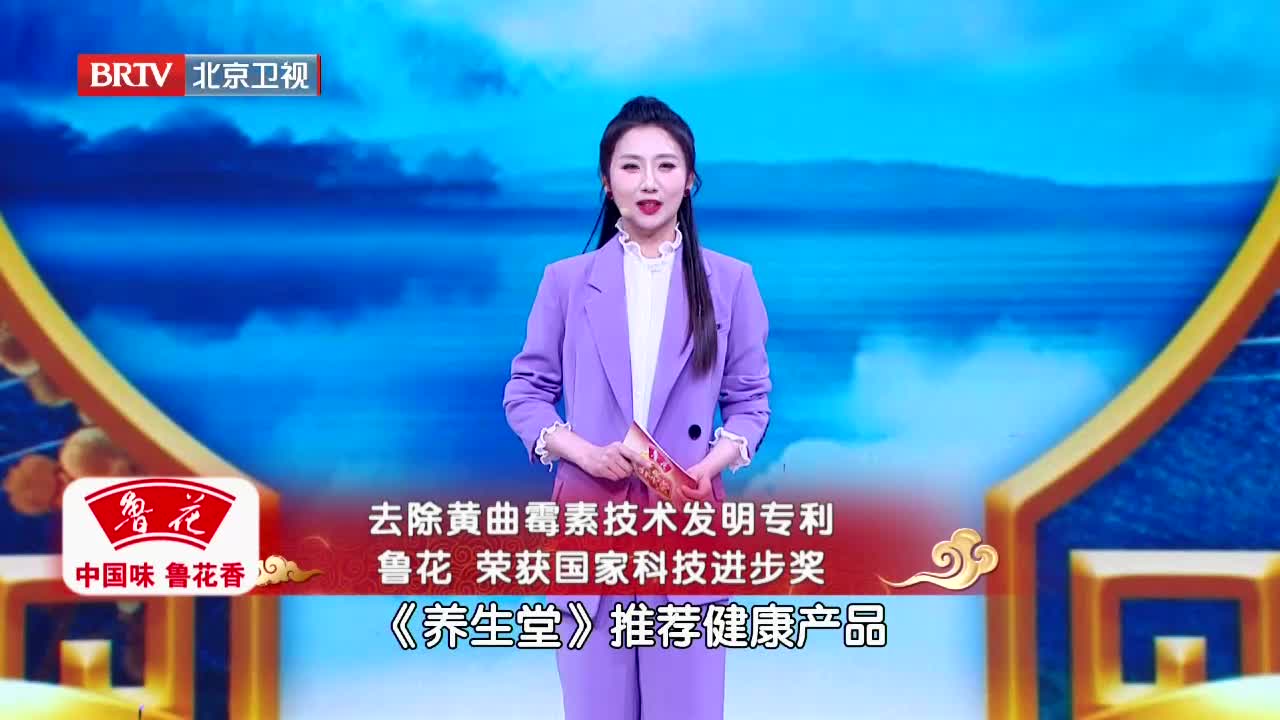 BRTV 北京卫视
鲁花
中国味 鲁花香
去除黄曲霉素技术发明专利
鲁花 荣获国家科技进步奖
《养生堂》推荐健康产品